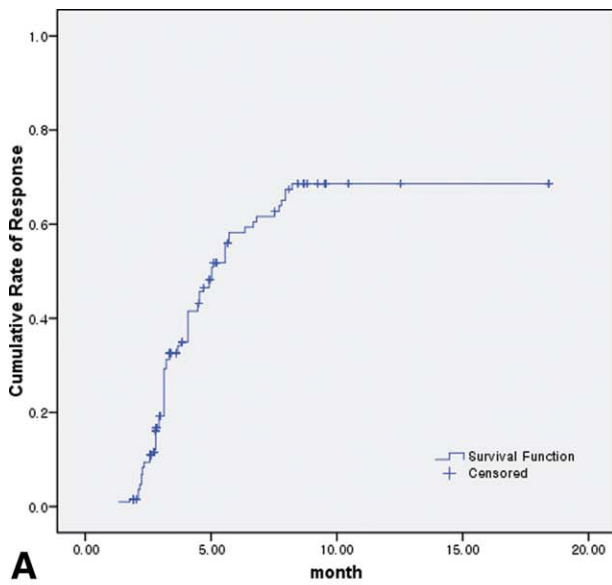 1.0
0.8
0.6
0.4
0.2
0.0
Cumulative Rate of Response
Survival Function
Censored
0.00 5.00 10.00 15.00 20.00
month
A